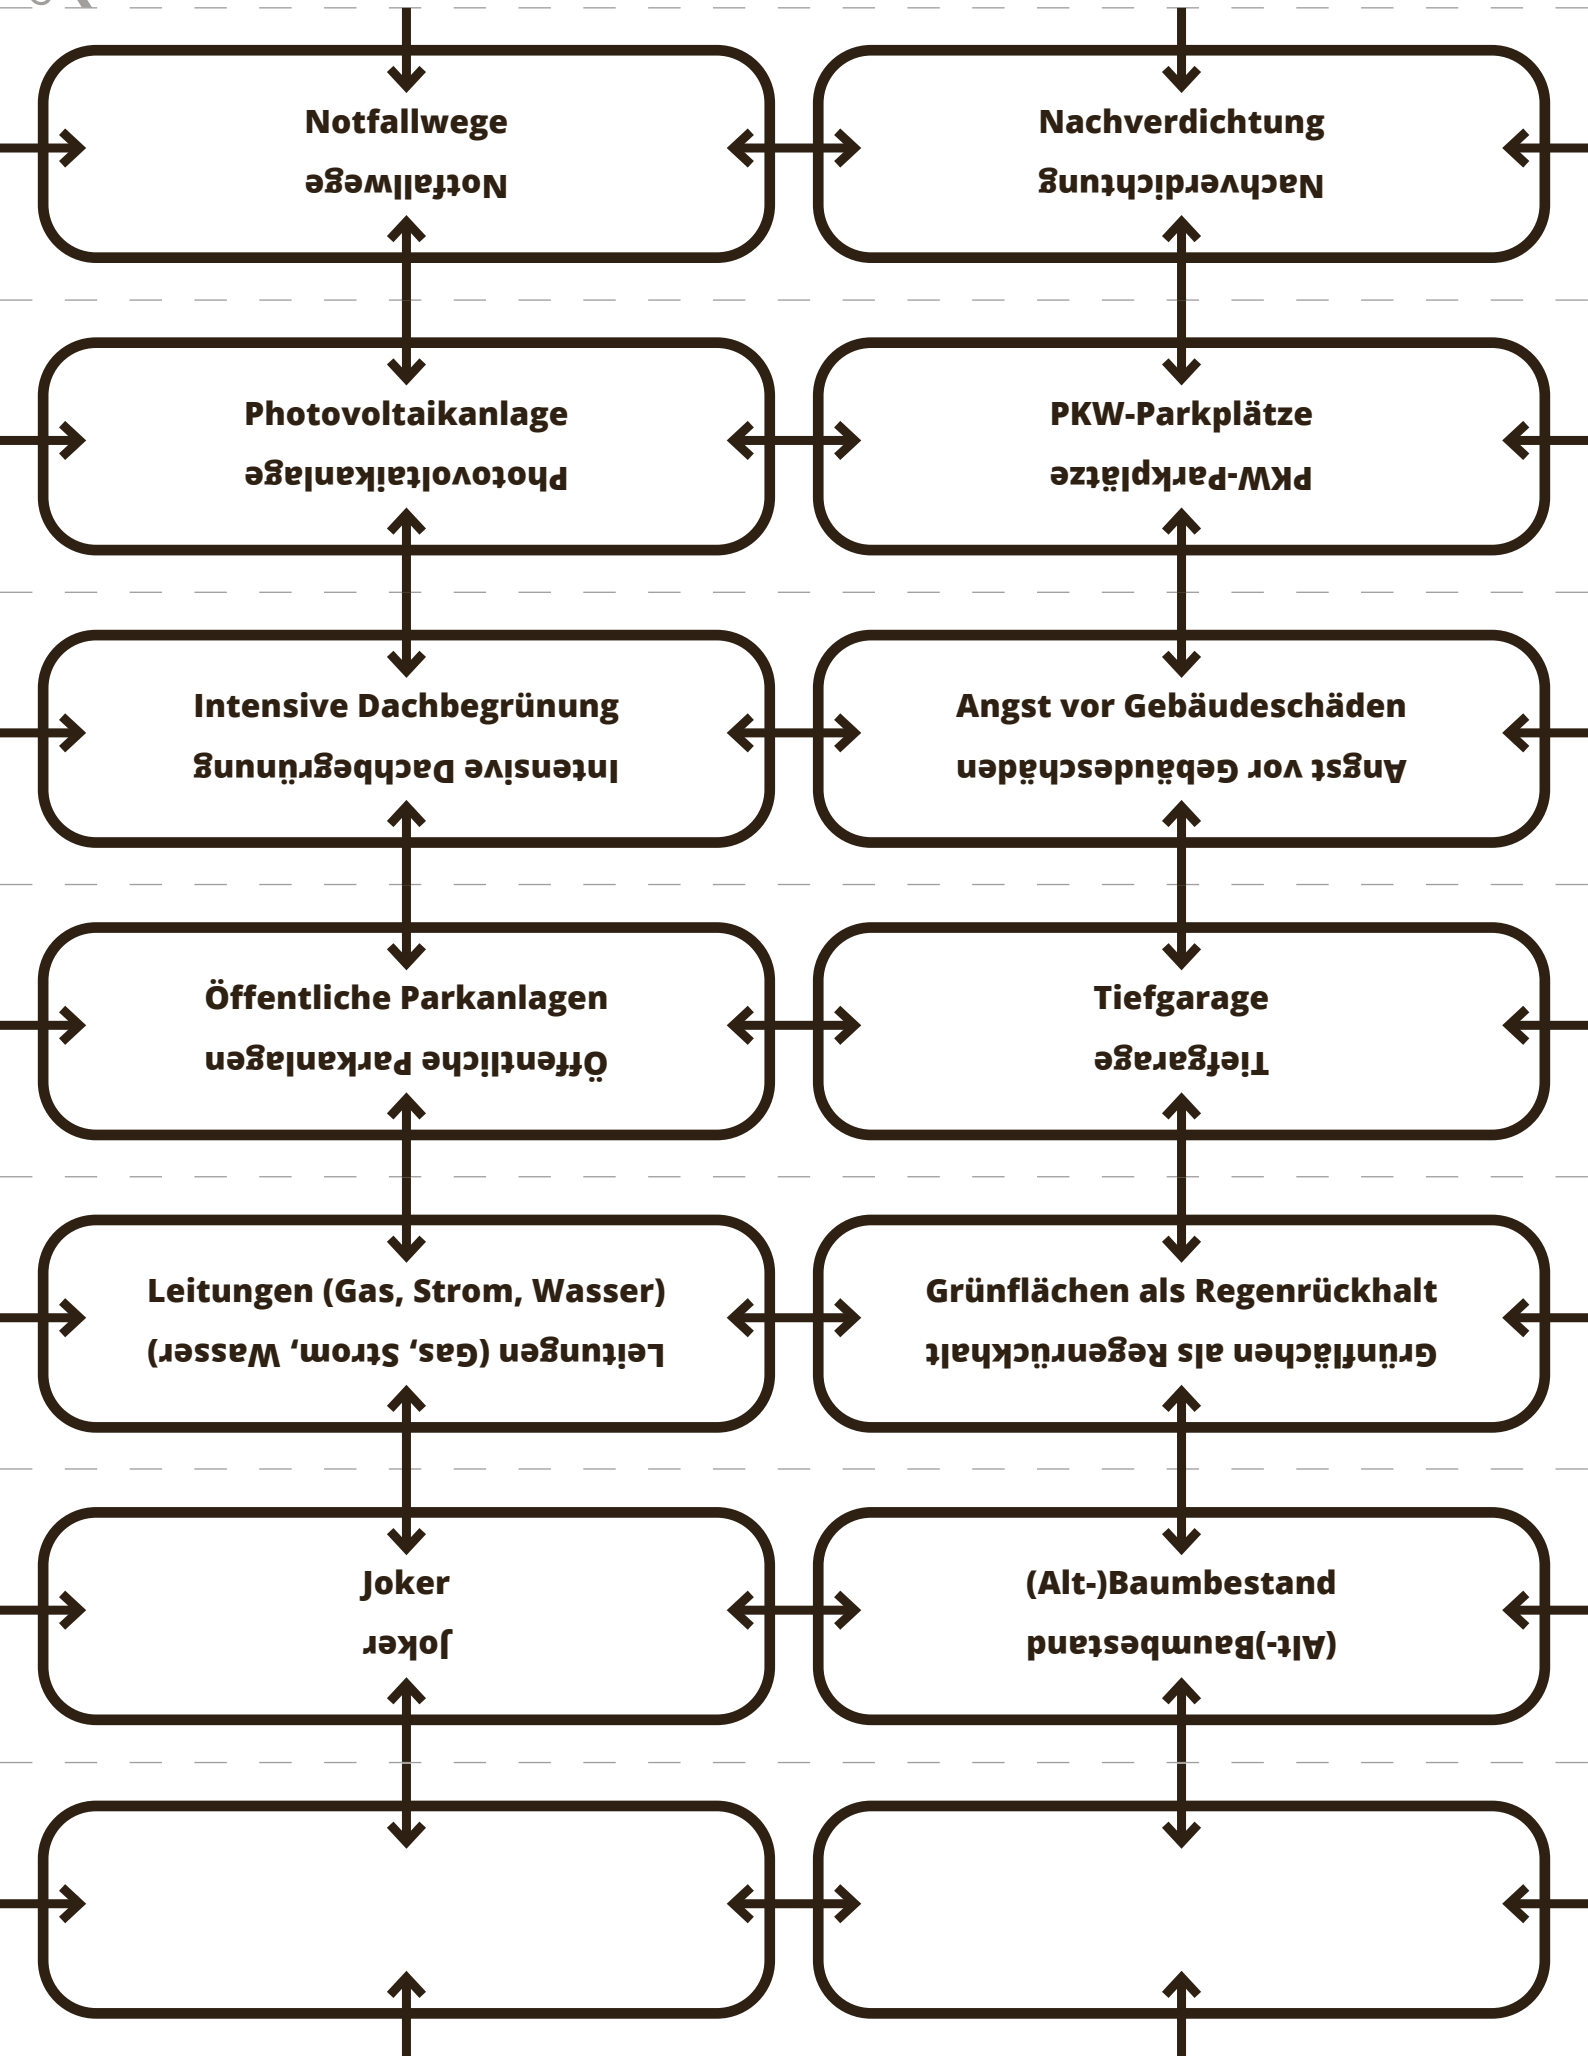 Notfallwege
Notfallwege
Nachverdichtung
Nachverdichtung
Photovoltaikanlage
Photovoltaikanlage
PKW-Parkplätze
PKW-Parkplätze
Intensive Dachbegrünung
Intensive Dachbegrünung
Angst vor Gebäudeschäden
Angst vor Gebäudeschäden
Öffentliche Parkanlagen
Öffentliche Parkanlagen
Tiefgarage
Tiefgarage
Leitungen (Gas, Strom, Wasser)
Leitungen (Gas, Strom, Wasser)
Grünflächen als Regenrückhalt
Grünflächen als Regenrückhalt
Joker
Joker
(Alt-)Baumbestand
(Alt-)Baumbestand